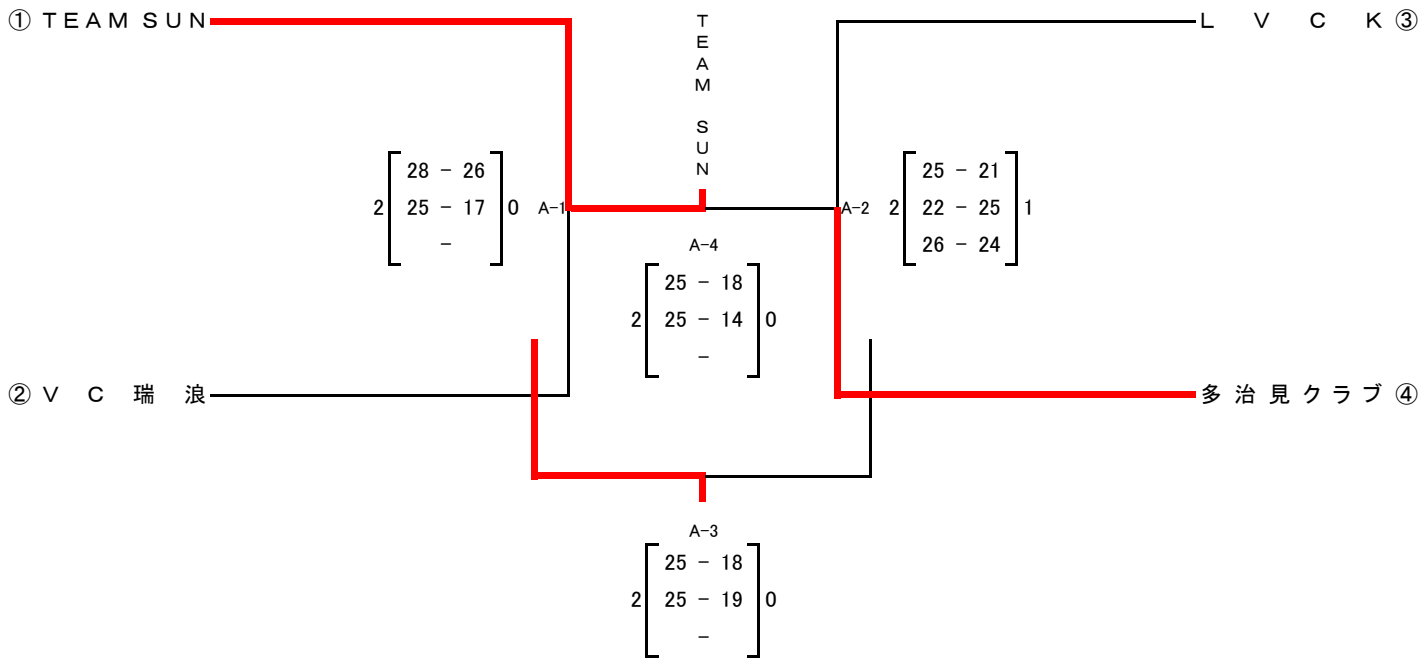 ① TEAM SUN
TEAM SUN
L V C K ③
28 － 26
2 25 － 17 0
－
A-1
A-2
25 － 21
2 22 － 25 1
26 － 24
A-4
25 － 18
2 25 － 14 0
－
② V C 瑞 浪
多治見クラブ ④
A-3
25 － 18
2 25 － 19 0
－